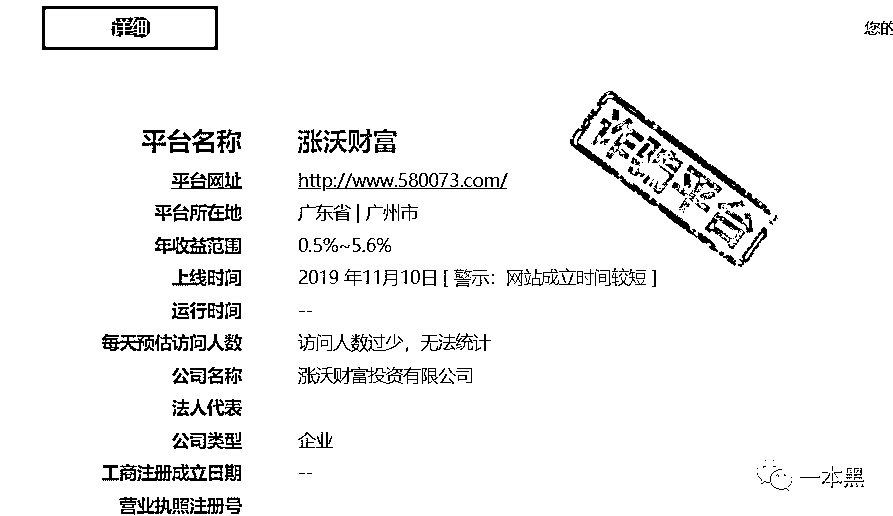 详细
您的
诈骗平台
平台名称 涨沃财富
平台网址 http://www.580073.com/
平台所在地 广东省 | 广州市
年收益范围 0.5%~5.6%
上线时间 2019 年11月10日 [ 警示：网站成立时间较短 ]
运行时间 --
每天预估访问人数 访问人数过少，无法统计
公司名称 涨沃财富投资有限公司
法人代表
公司类型 企业
工商注册成立日期 --
营业执照注册号
一本黑